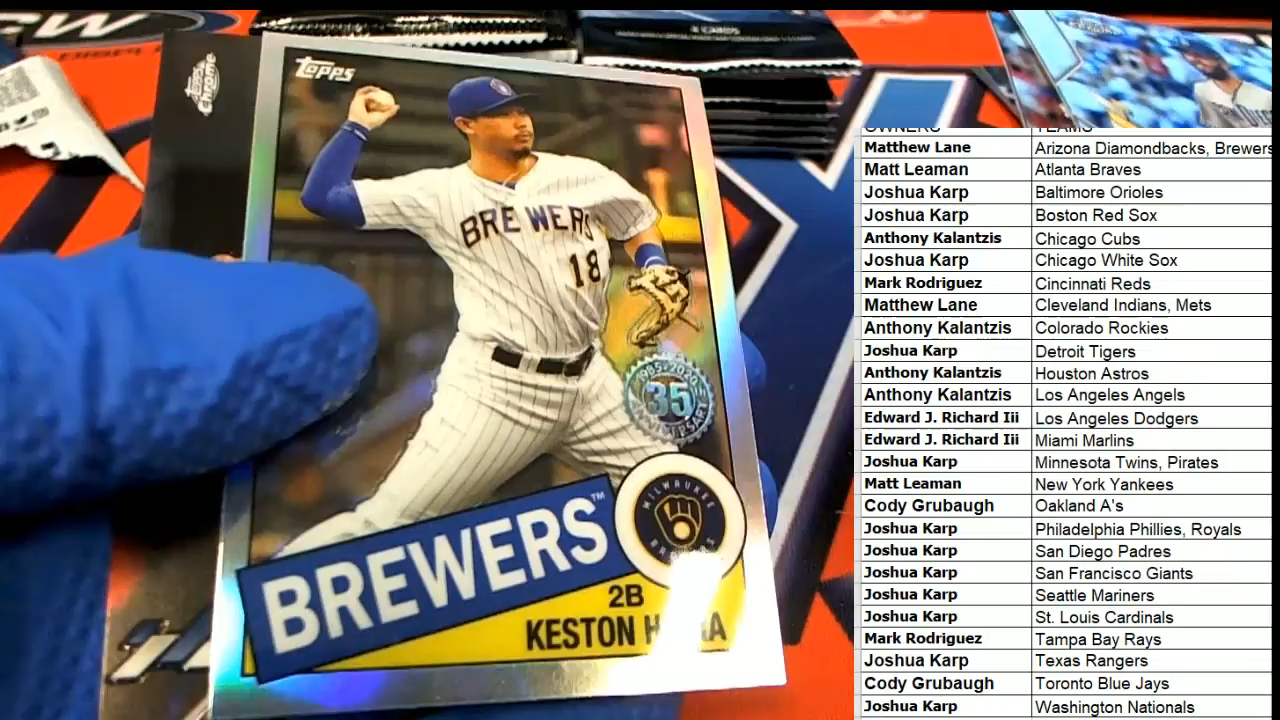 topps
Topps Chrome
BREWERS
18
1985-2020
35
ANNIVERSARY
MILWAUKEE
BREWERS
BREWERS™
2B
KESTON
OWNERS TEAMS
Matthew Lane Arizona Diamondbacks, Brewers
Matt Leaman Atlanta Braves
Joshua Karp Baltimore Orioles
Joshua Karp Boston Red Sox
Anthony Kalantzis Chicago Cubs
Joshua Karp Chicago White Sox
Mark Rodriguez Cincinnati Reds
Matthew Lane Cleveland Indians, Mets
Anthony Kalantzis Colorado Rockies
Joshua Karp Detroit Tigers
Anthony Kalantzis Houston Astros
Anthony Kalantzis Los Angeles Angels
Edward J. Richard Iii Los Angeles Dodgers
Edward J. Richard Iii Miami Marlins
Joshua Karp Minnesota Twins, Pirates
Matt Leaman New York Yankees
Cody Grubaugh Oakland A's
Joshua Karp Philadelphia Phillies, Royals
Joshua Karp San Diego Padres
Joshua Karp San Francisco Giants
Joshua Karp Seattle Mariners
Joshua Karp St. Louis Cardinals
Mark Rodriguez Tampa Bay Rays
Joshua Karp Texas Rangers
Cody Grubaugh Toronto Blue Jays
Joshua Karp Washington Nationals